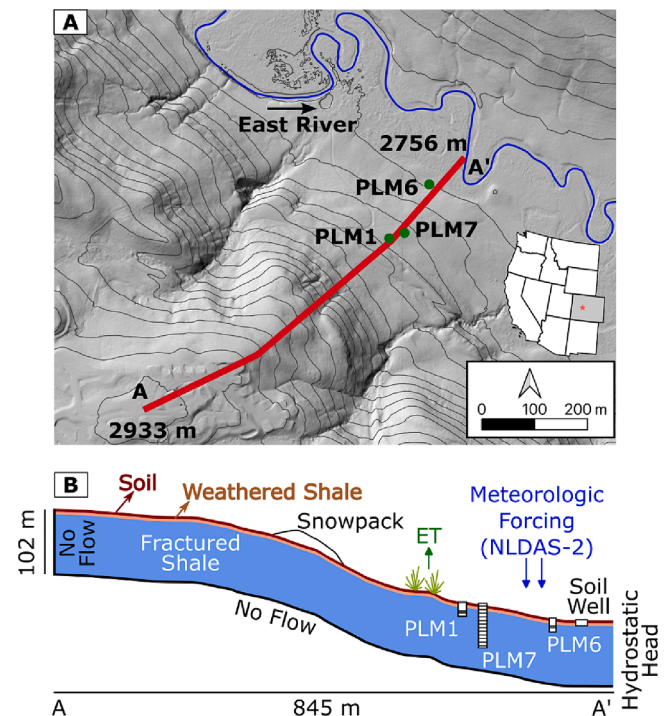 A
East River
2756 m
A'
PLM6
PLM1
PLM7
A
2933 m
0 100 200 m
B
Soil
Weathered Shale
Snowpack
ET
Meteorologic
Forcing
(NLDAS-2)
102 m
No
Flow
Fractured
Shale
No Flow
PLM1
PLM7
PLM6
Soil
Well
Hydrostatic
Head
A
845 m
A'